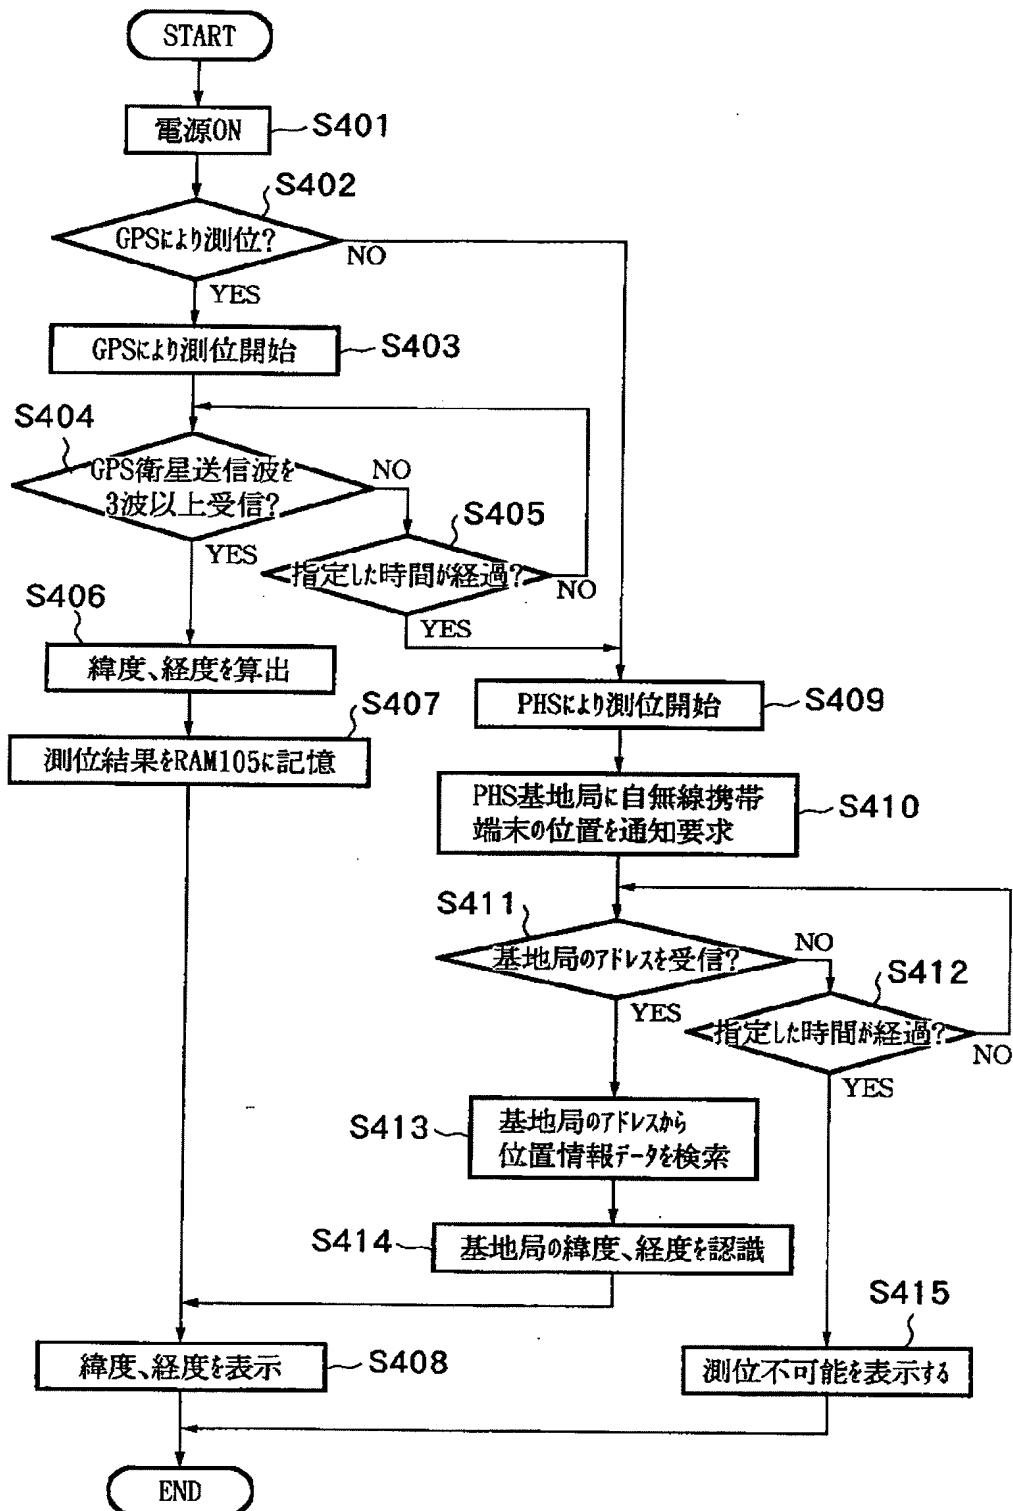 START
電源ON
S401
S402
GPSにより測位?
NO
YES
GPSにより測位開始
S403
S404
GPS衛星送信波を
3波以上受信?
NO
YES
S405
指定した時間が経過?
NO
YES
S406
緯度、経度を算出
S407
測位結果をRAM105に記憶
PHSにより測位開始
S409
PHS基地局に自無線携帯
端末の位置を通知要求
S410
S411
基地局のアドレスを受信?
NO
YES
S412
指定した時間が経過?
NO
YES
S413
基地局のアドレスから
位置情報データを検索
S414
基地局の緯度、経度を認識
S415
緯度、経度を表示
S408
測位不可能を表示する
END